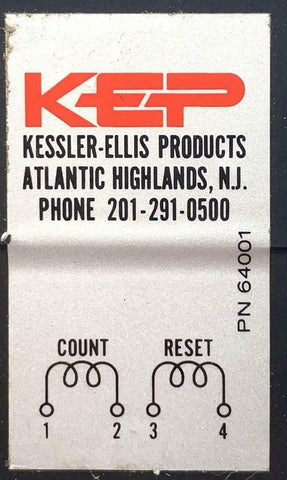 KEP
KESSLER-ELLIS PRODUCTS
ATLANTIC HIGHLANDS, N.J.
PHONE 201-291-0500
PN 64001
COUNT RESET
1 2 3 4